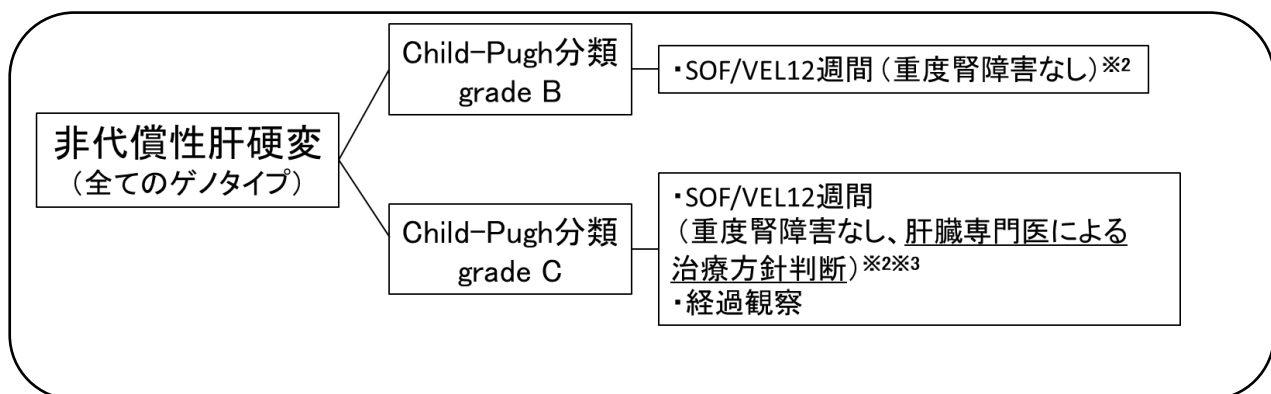 非代償性肝硬変
（全てのゲノタイプ）
Child-Pugh分類
grade B
・SOF/VEL12週間（重度腎障害なし）※2
Child-Pugh分類
grade C
・SOF/VEL12週間
（重度腎障害なし、肝臓専門医による
治療方針判断）※2※3
・経過観察